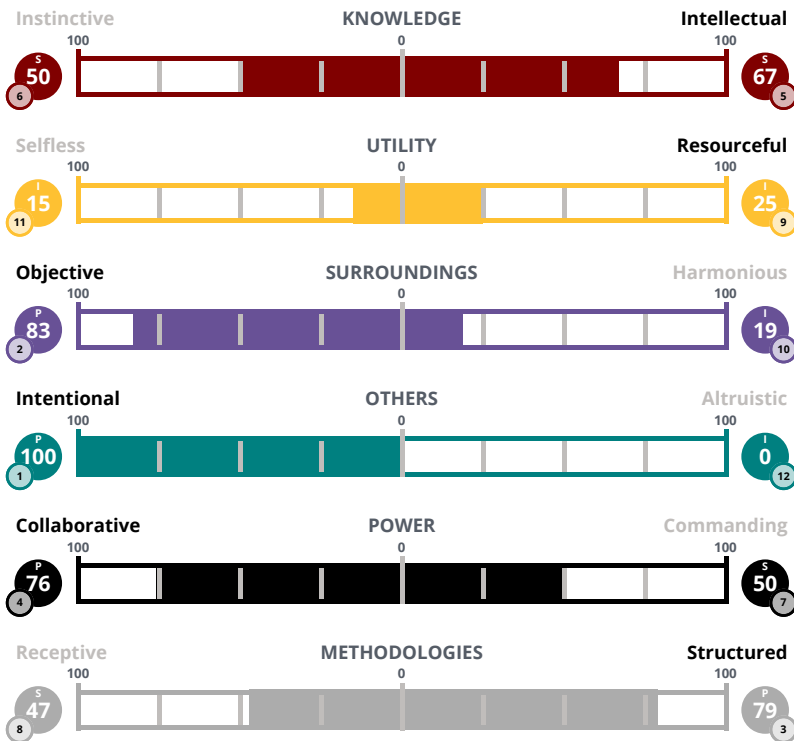 Instinctive KNOWLEDGE Intellectual
100 0 100
S 50 6 S 67 5
Selfless UTILITY Resourceful
100 0 100
I 15 11 I 25 9
Objective SURROUNDINGS Harmonious
100 0 100
P 83 2 I 19 10
Intentional OTHERS Altruistic
100 0 100
P 100 1 I 0 12
Collaborative POWER Commanding
100 0 100
P 76 4 S 50 7
Receptive METHODOLOGIES Structured
100 0 100
S 47 8 P 79 3